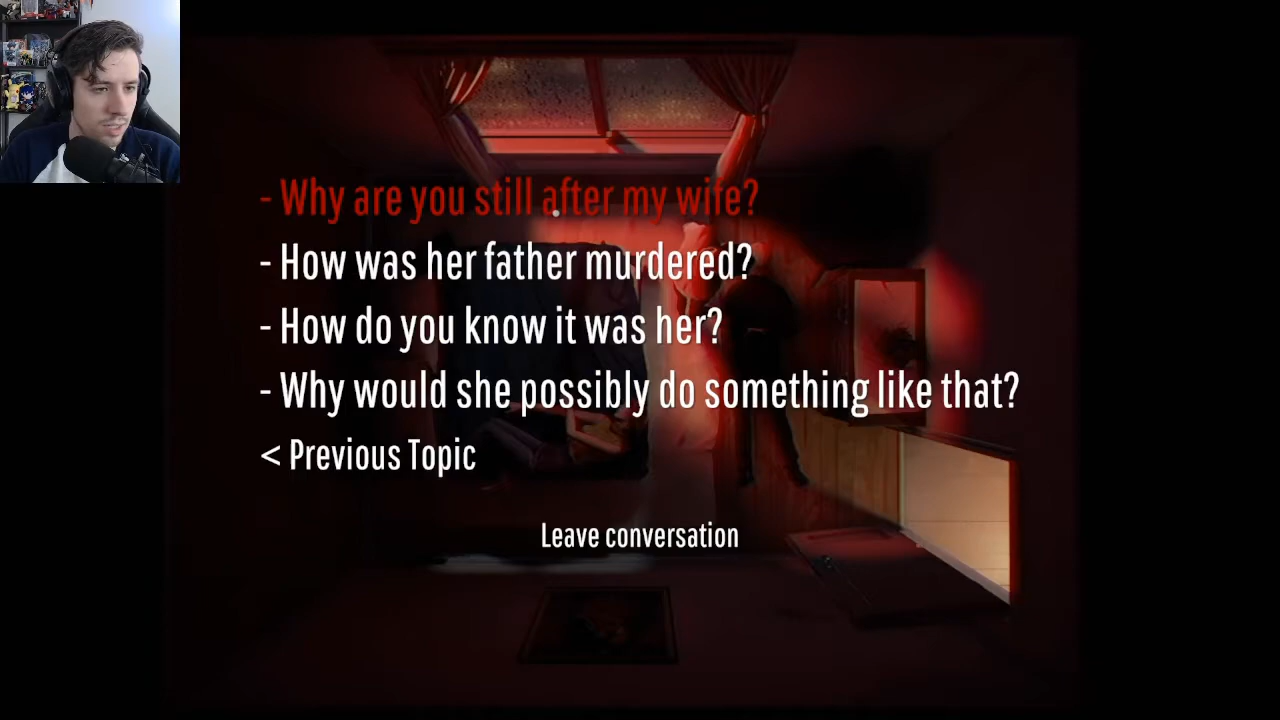 - Why are you still after my wife?
- How was her father murdered?
- How do you know it was her?
- Why would she possibly do something like that?
< Previous Topic
Leave conversation